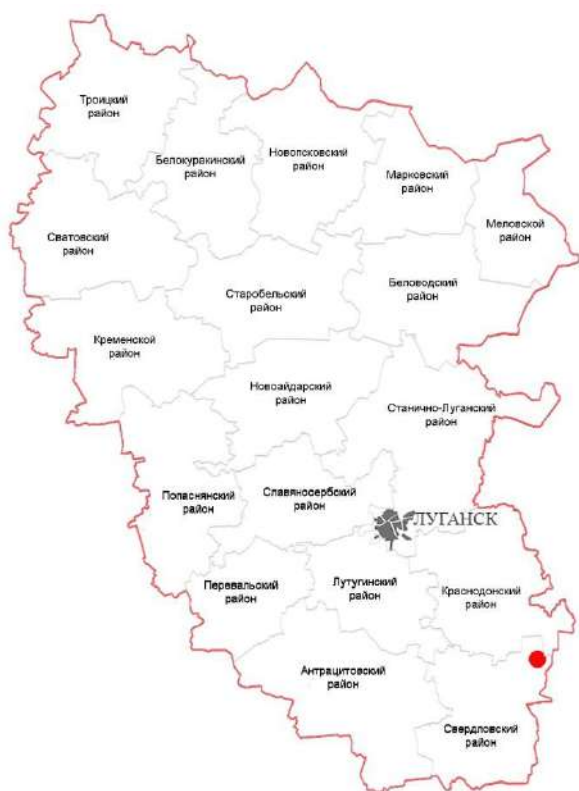 Троицкий
район
Белокуракинский
район
Новопсковский
район
Марковский
район
Меловской
район
Сватовский
район
Старобельский
район
Беловодский
район
Кременской
район
Новоайдарский
район
Станично-Луганский
район
Попаснянский
район
Славяносербский
район
ЛУГАНСК
Перевальский
район
Лутугинский
район
Краснодонский
район
Антрацитовский
район
Свердловский
район